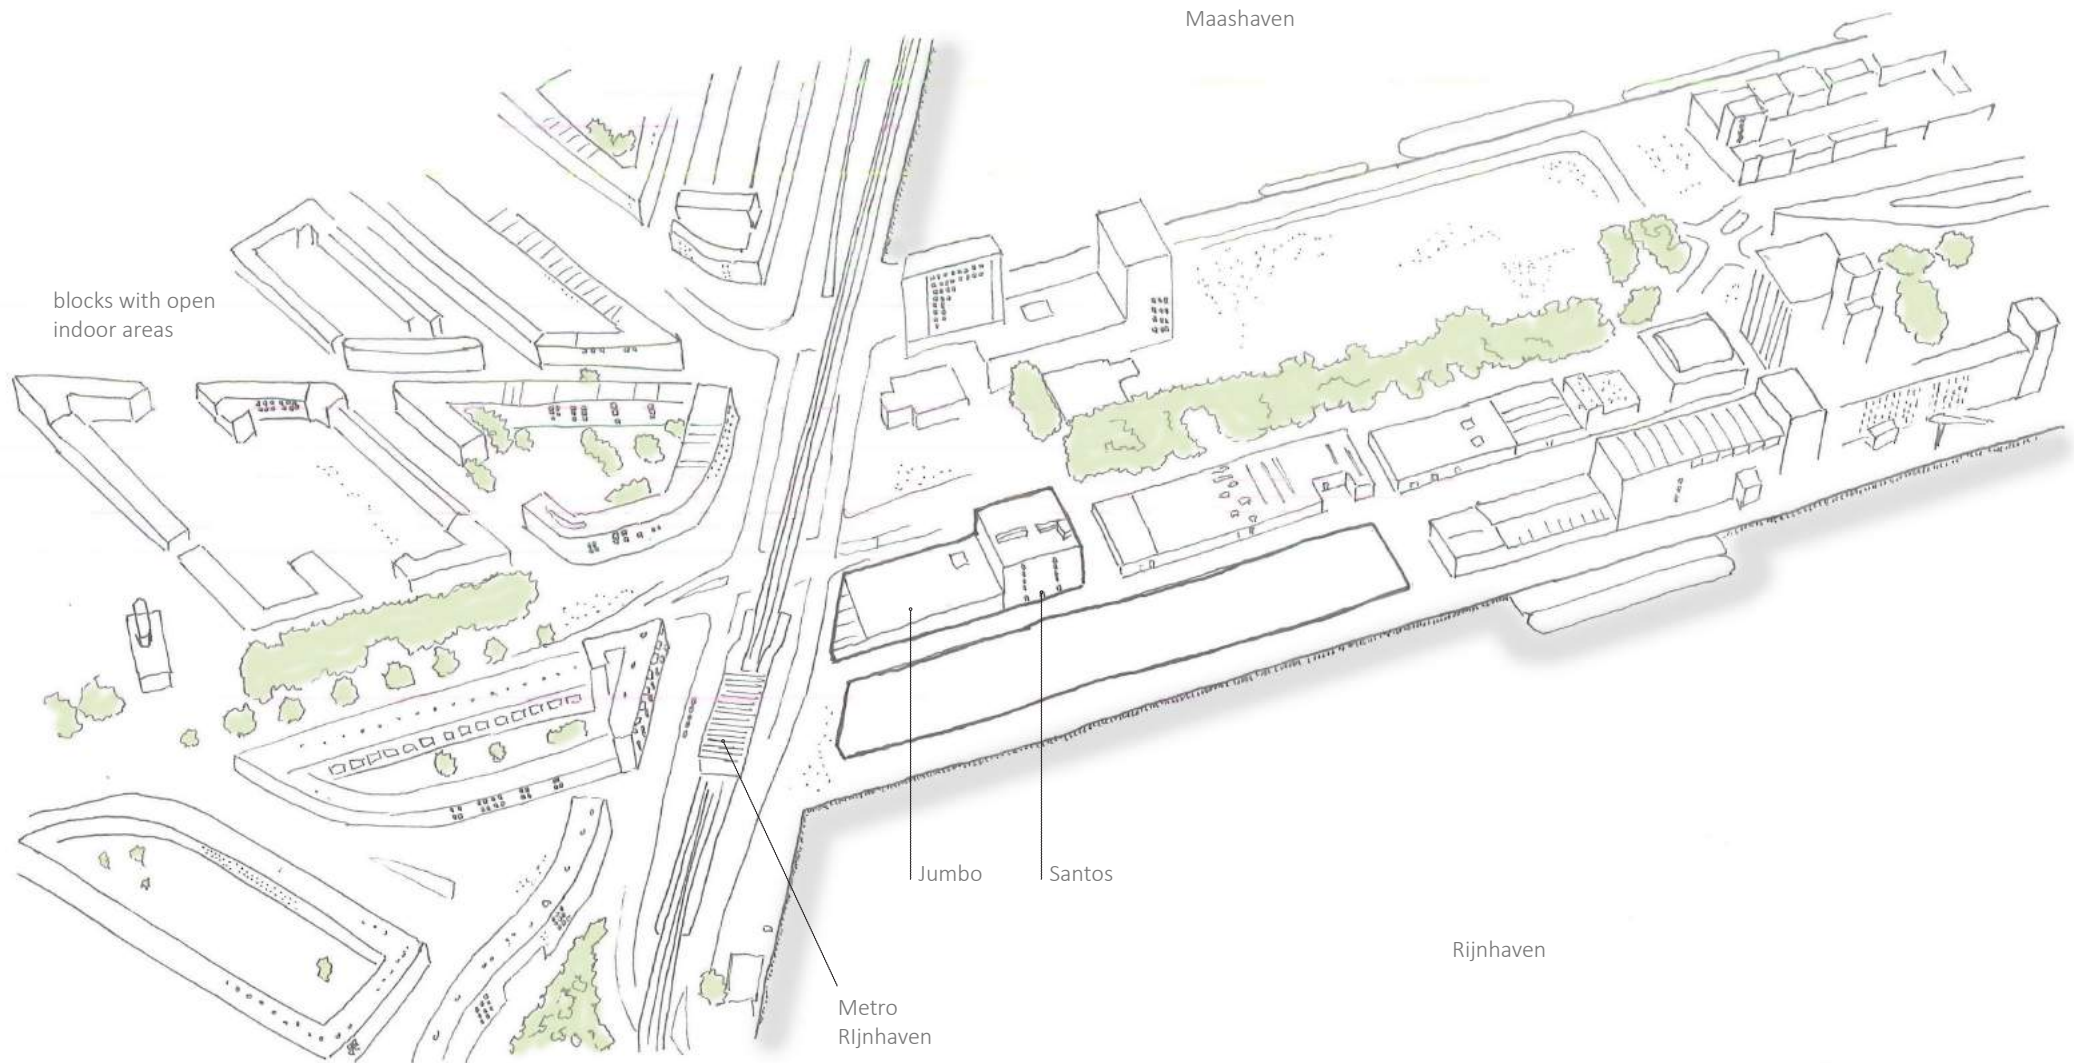 Maashaven
blocks with open
indoor areas
Jumbo
Santos
Rijnhaven
Metro
RIjnhaven